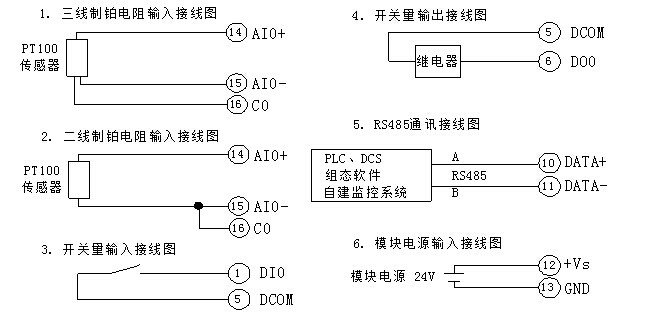 1. 三线制铂电阻输入接线图
PT100
传感器
14 AI0+
15 AI0-
16 C0
2. 二线制铂电阻输入接线图
PT100
传感器
14 AI0+
15 AI0-
16 C0
3. 开关量输入接线图
1 DI0
5 DCOM
4. 开关量输出接线图
继电器
5 DCOM
6 DO0
5. RS485通讯接线图
PLC、DCS
组态软件
自建监控系统
A
RS485
B
10 DATA+
11 DATA-
6. 模块电源输入接线图
模块电源 24V
12 +Vs
13 GND